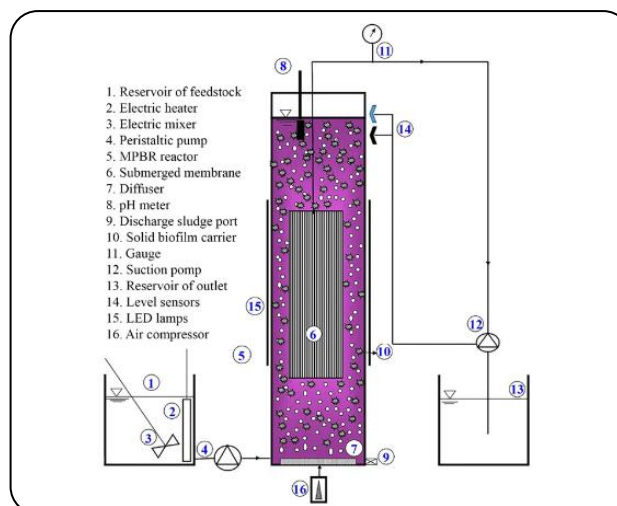 1. Reservoir of feedstock
2. Electric heater
3. Electric mixer
4. Peristaltic pump
5. MPBR reactor
6. Submerged membrane
7. Diffuser
8. pH meter
9. Discharge sludge port
10. Solid biofilm carrier
11. Gauge
12. Suction pump
13. Reservoir of outlet
14. Level sensors
15. LED lamps
16. Air compressor
11
8
14
15
6
12
5
10
1
13
2
3
4
7
9
16